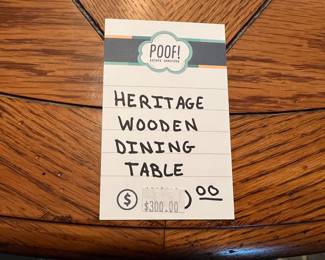 POOF!
HERITAGE
WOODEN
DINING
TABLE
$ $300.00 00